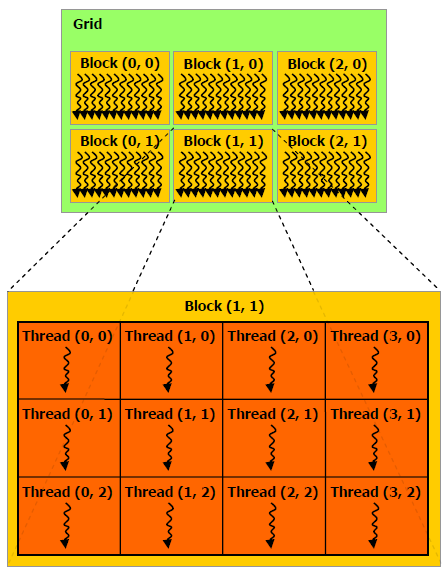 Grid
Block (0, 0) Block (1, 0) Block (2, 0)
Block (0, 1) Block (1, 1) Block (2, 1)
Block (1, 1)
Thread (0, 0) Thread (1, 0) Thread (2, 0) Thread (3, 0)
Thread (0, 1) Thread (1, 1) Thread (2, 1) Thread (3, 1)
Thread (0, 2) Thread (1, 2) Thread (2, 2) Thread (3, 2)